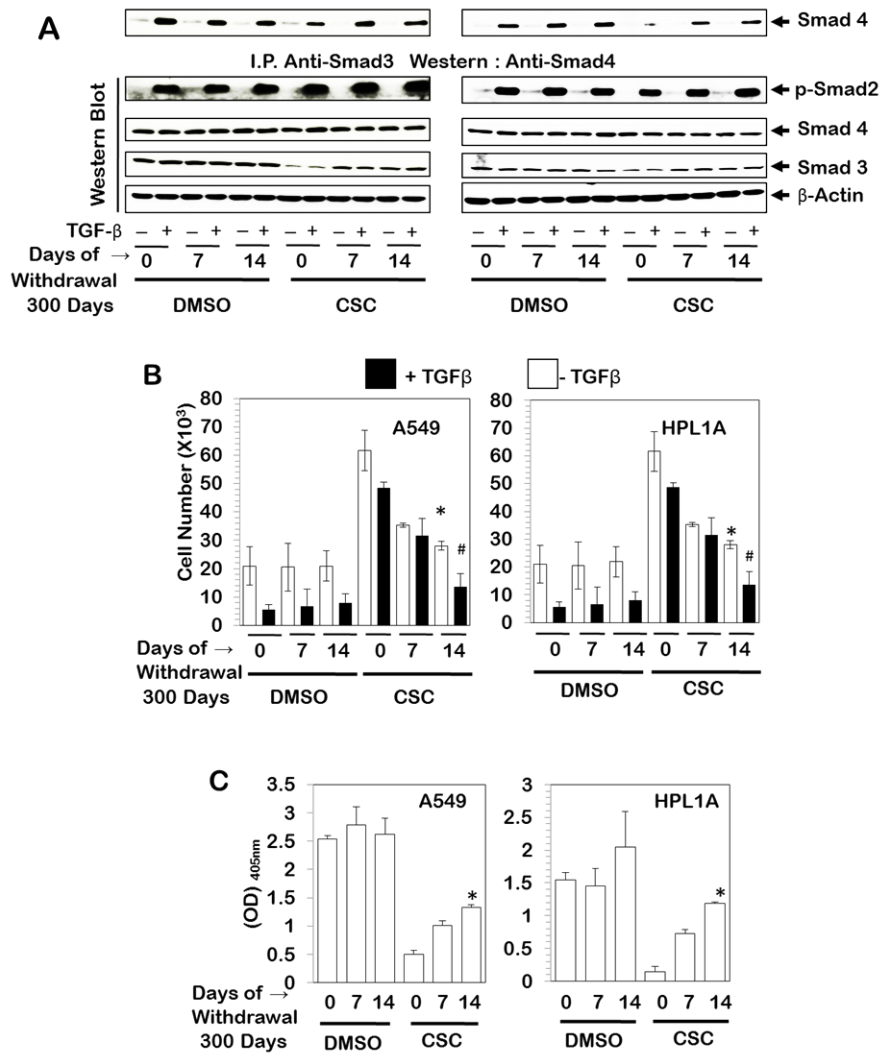 A
Smad 4
I.P. Anti-Smad3 Western : Anti-Smad4
Western Blot
p-Smad2
Smad 4
Smad 3
β-Actin
TGF-β – + – + – + – + – + – + – + – + – + – + – + – +
Days of → 0 7 14 0 7 14 0 7 14 0 7 14
Withdrawal
300 Days DMSO CSC DMSO CSC
B
+ TGFβ - TGFβ
A549 HPL1A
Cell Number (X10³)
80 80
70 70
60 60
50 50
40 40
30 30
20 20
10 10
0 0
* *
# #
Days of → 0 7 14 0 7 14 0 7 14 0 7 14
Withdrawal
300 Days DMSO CSC DMSO CSC
C
A549 HPL1A
(OD) 405nm
3.5 3
3 2.5
2.5 2
1.5 1.5
1 1
0.5 0.5
0 0
* *
Days of → 0 7 14 0 7 14 0 7 14 0 7 14
Withdrawal
300 Days DMSO CSC DMSO CSC